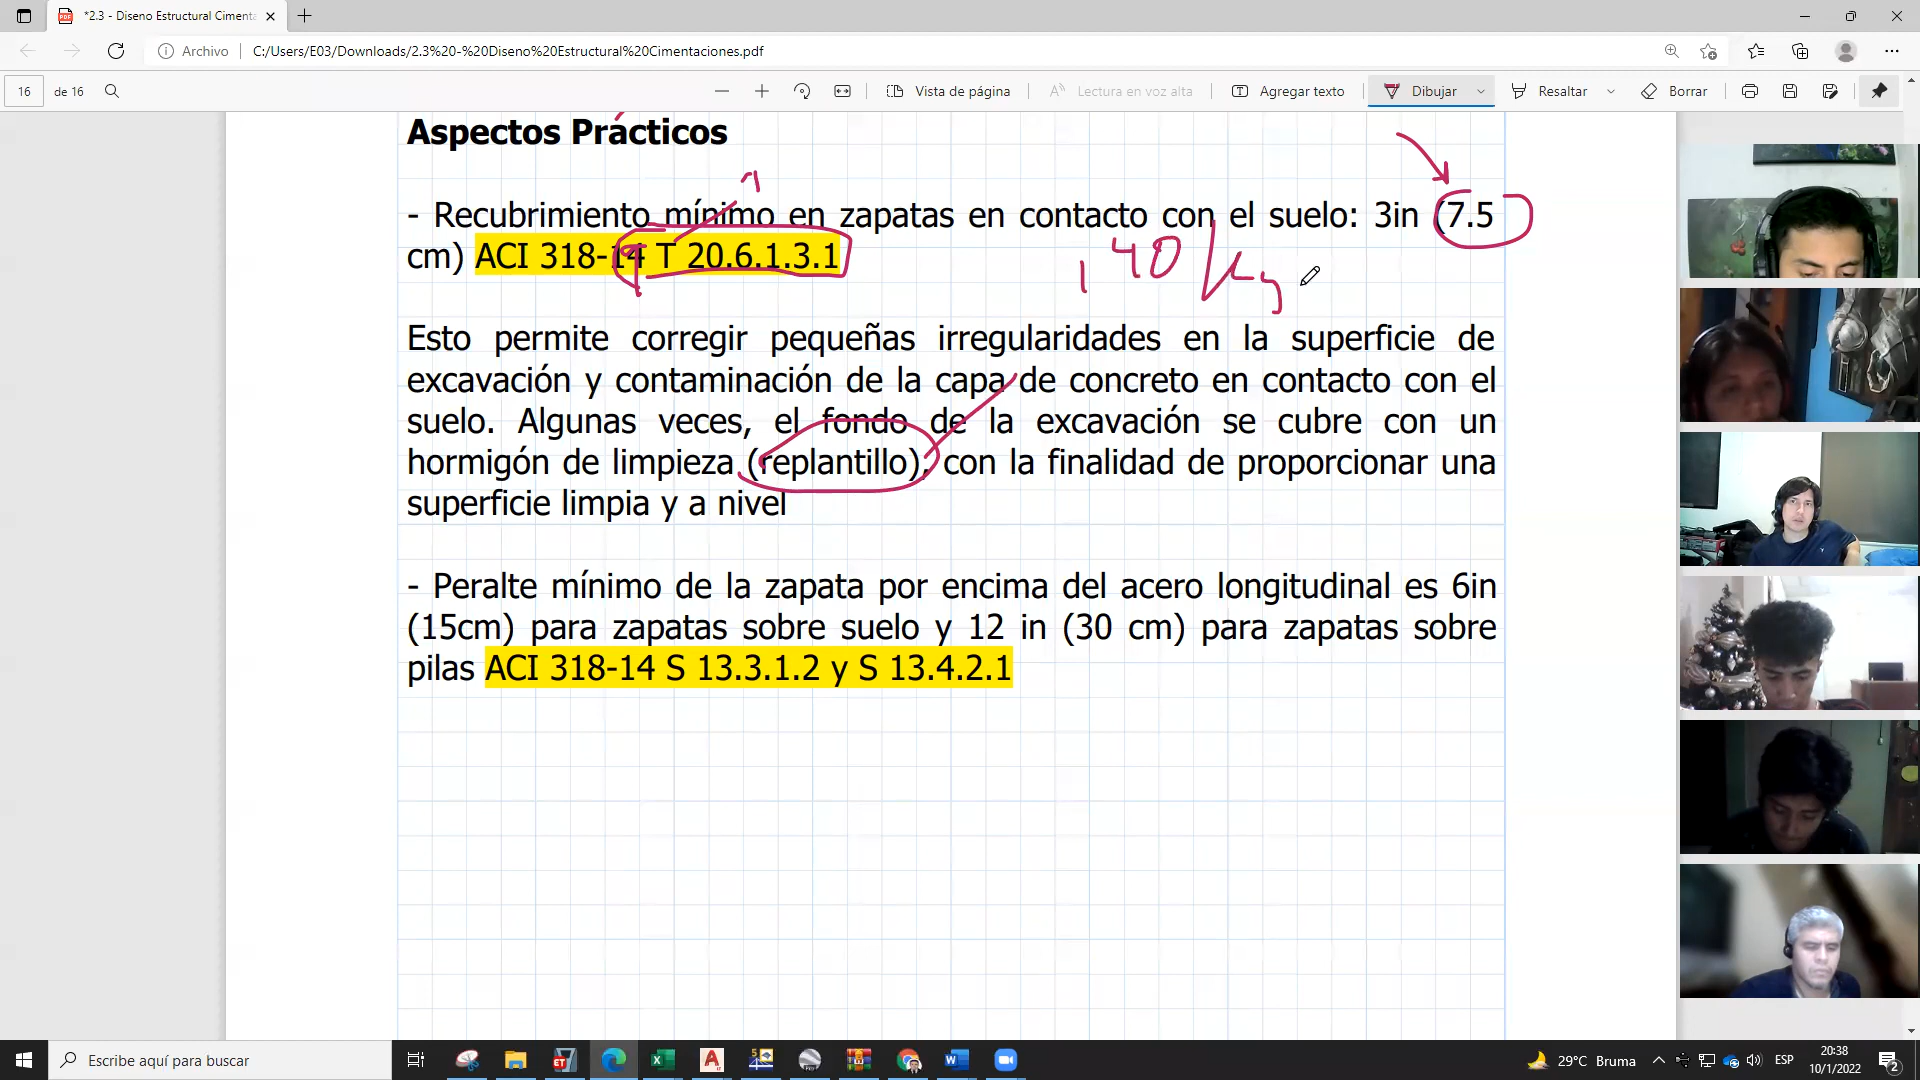 *2.3 - Diseno Estructural Cimenta
Archivo
C:/Users/E03/Downloads/2.3%20-%20Diseno%20Estructural%20Cimentaciones.pdf
16 de 16
Vista de página
Lectura en voz alta
Agregar texto
Dibujar
Resaltar
Borrar
Aspectos Prácticos
- Recubrimiento mínimo en zapatas en contacto con el suelo: 3in (7.5
cm) ACI 318-14 T 20.6.1.3.1
140 kg
Esto permite corregir pequeñas irregularidades en la superficie de
excavación y contaminación de la capa de concreto en contacto con el
suelo. Algunas veces, el fondo de la excavación se cubre con un
hormigón de limpieza (replantillo), con la finalidad de proporcionar una
superficie limpia y a nivel
- Peralte mínimo de la zapata por encima del acero longitudinal es 6in
(15cm) para zapatas sobre suelo y 12 in (30 cm) para zapatas sobre
pilas ACI 318-14 S 13.3.1.2 y S 13.4.2.1
Escribe aquí para buscar
29°C Bruma
ESP
20:38
10/1/2022
2